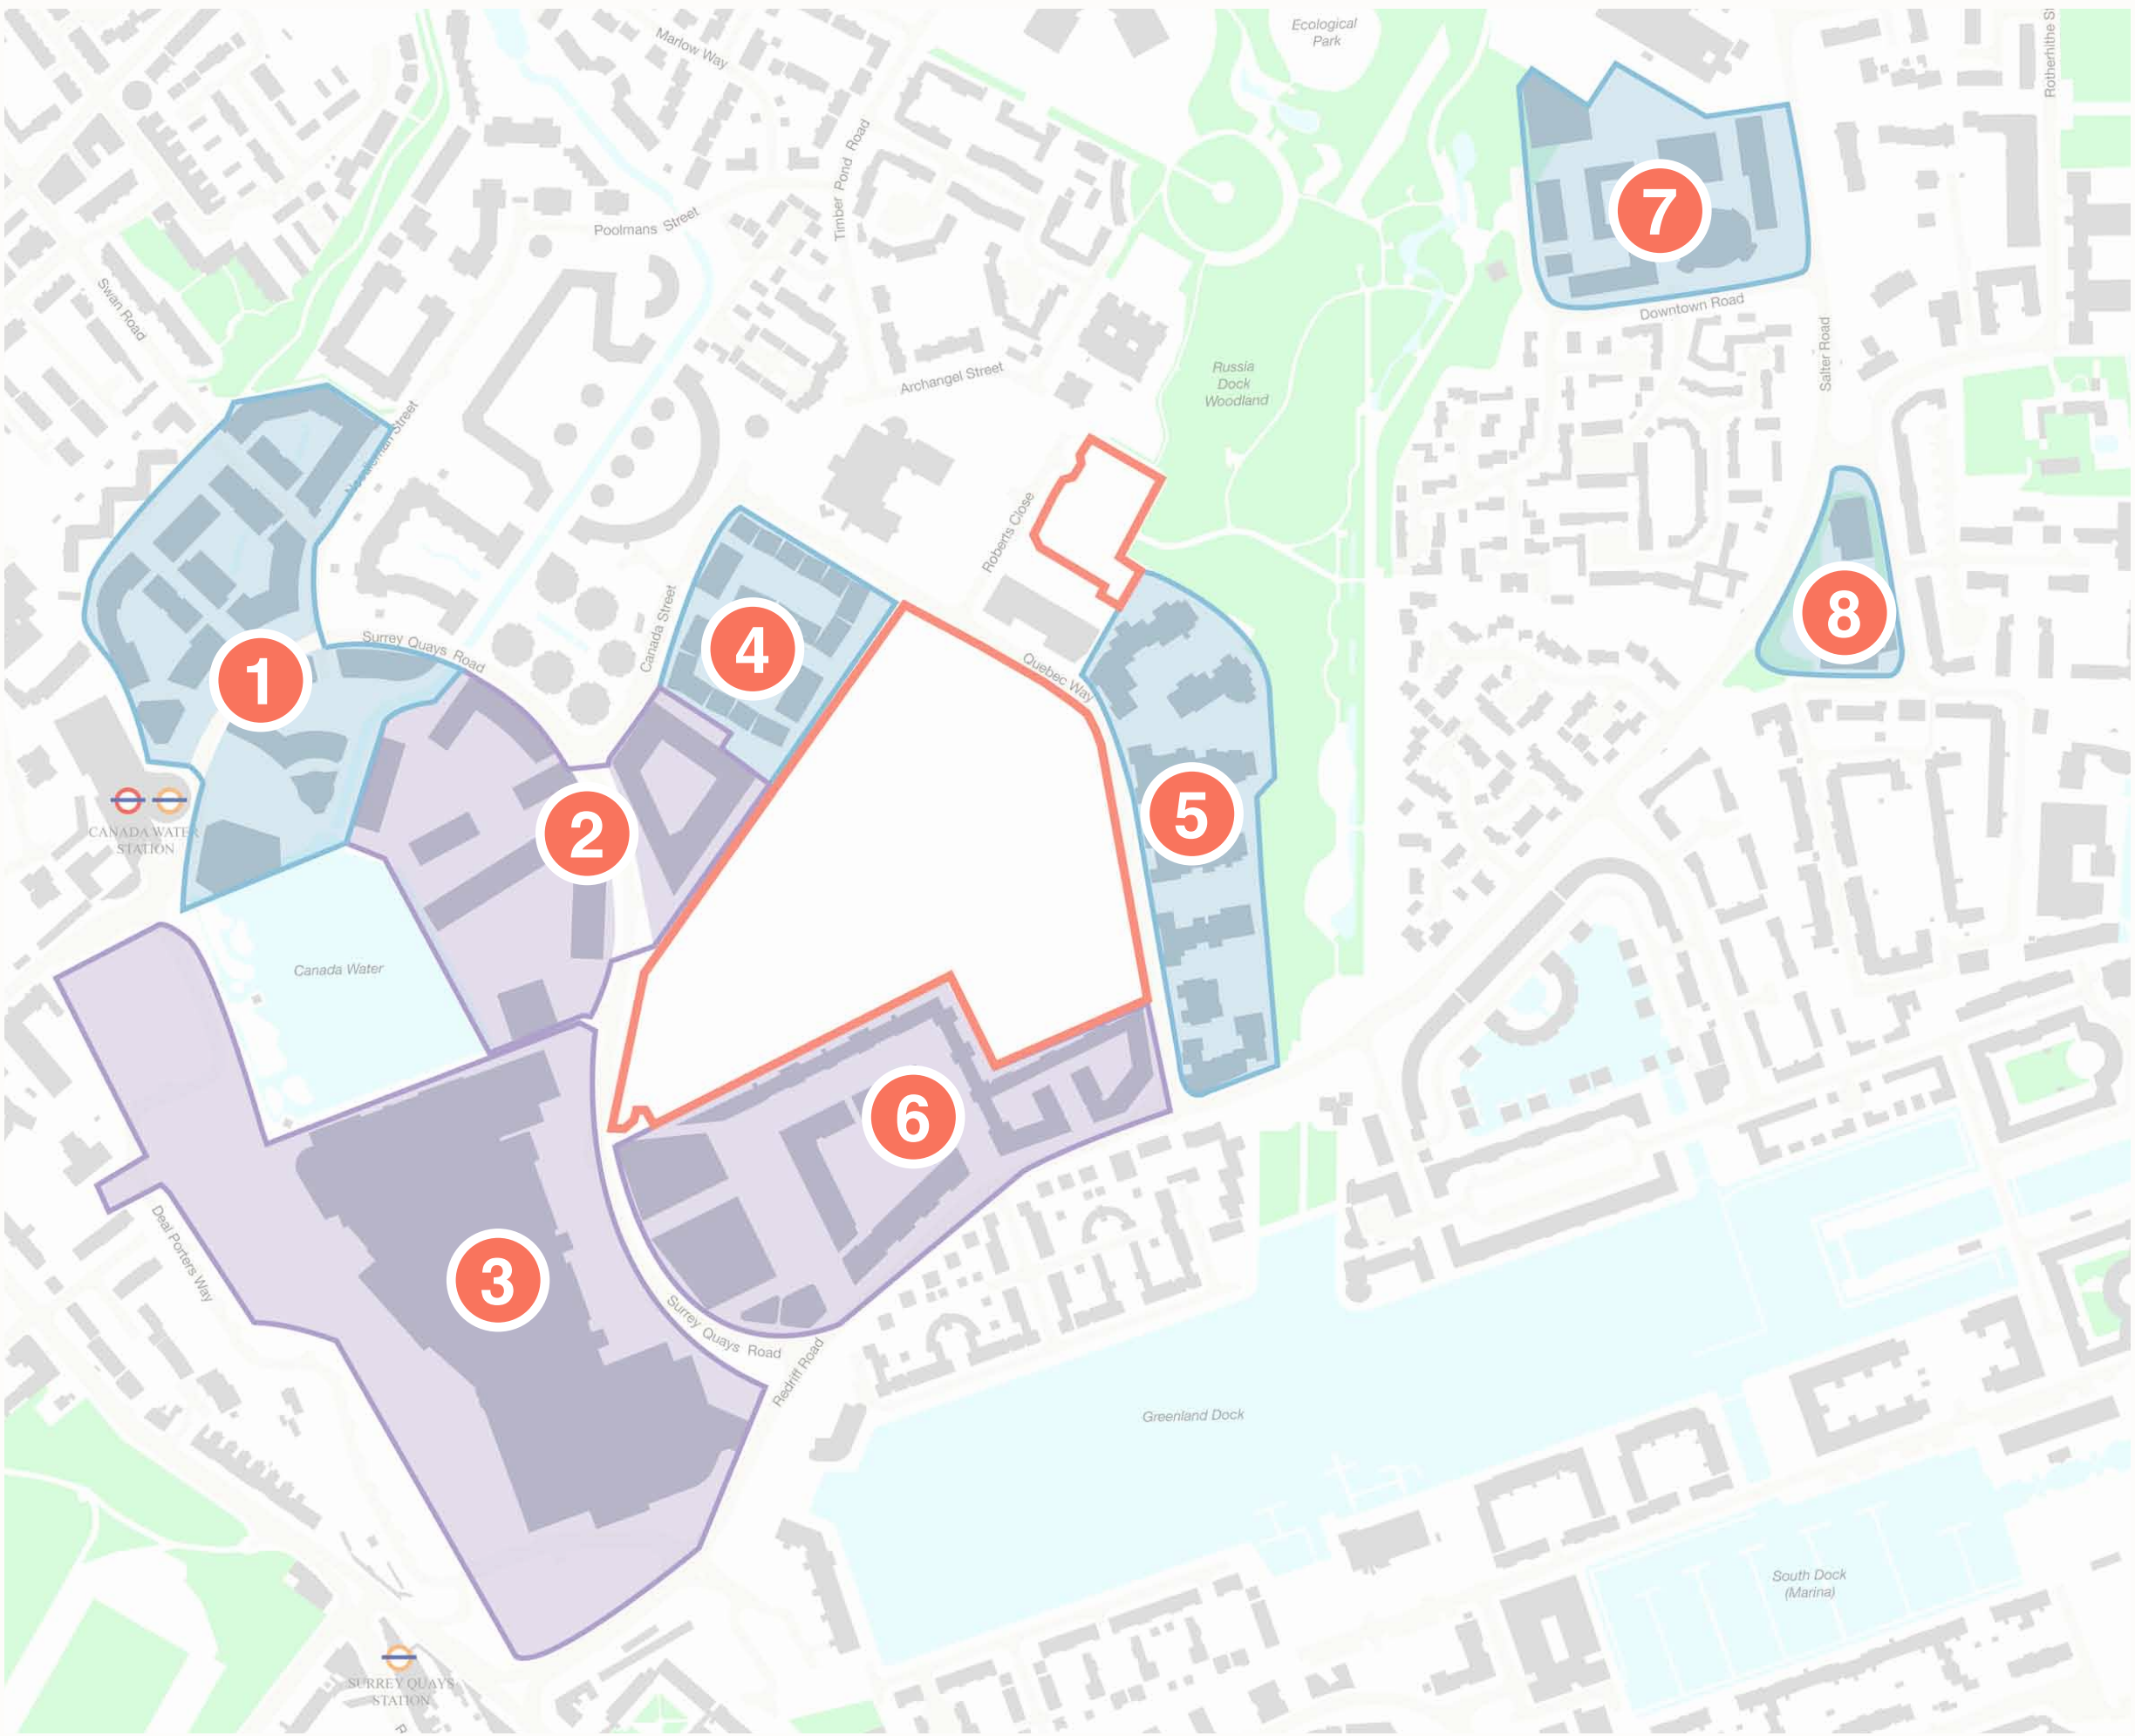 Ecological
Park
Marlow Way
Rotherhithe S
Timber Pond Road
Poolmans Street
7
Swan Road
Downtown Road
Salter Road
Archangel Street
Russia
Dock
Woodland
Roberts Close
Canada Street
8
Surrey Quays Road
4
1
Quebec Way
5
2
CANADA WATER
STATION
Canada Water
6
Deal Porters Way
3
Surrey Quays Road
Redriff Road
Greenland Dock
South Dock
(Marina)
SURREY QUAYS
STATION
R